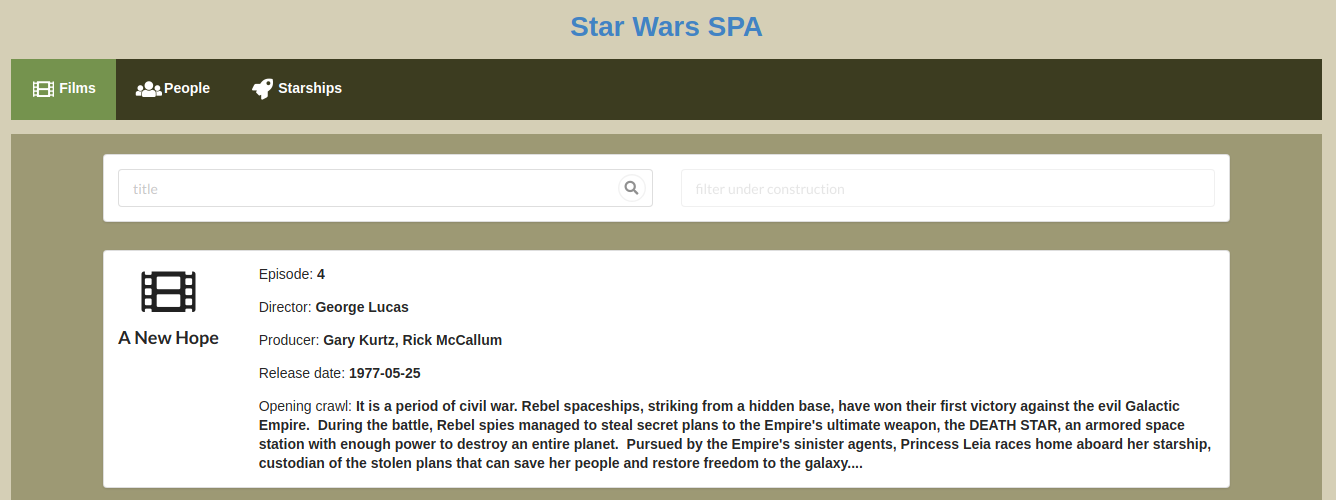 Star Wars SPA
Films People Starships
title filter under construction
A New Hope
Episode: 4
Director: George Lucas
Producer: Gary Kurtz, Rick McCallum
Release date: 1977-05-25
Opening crawl: It is a period of civil war. Rebel spaceships, striking from a hidden base, have won their first victory against the evil Galactic
Empire.  During the battle, Rebel spies managed to steal secret plans to the Empire's ultimate weapon, the DEATH STAR, an armored space
station with enough power to destroy an entire planet.  Pursued by the Empire's sinister agents, Princess Leia races home aboard her starship,
custodian of the stolen plans that can save her people and restore freedom to the galaxy....